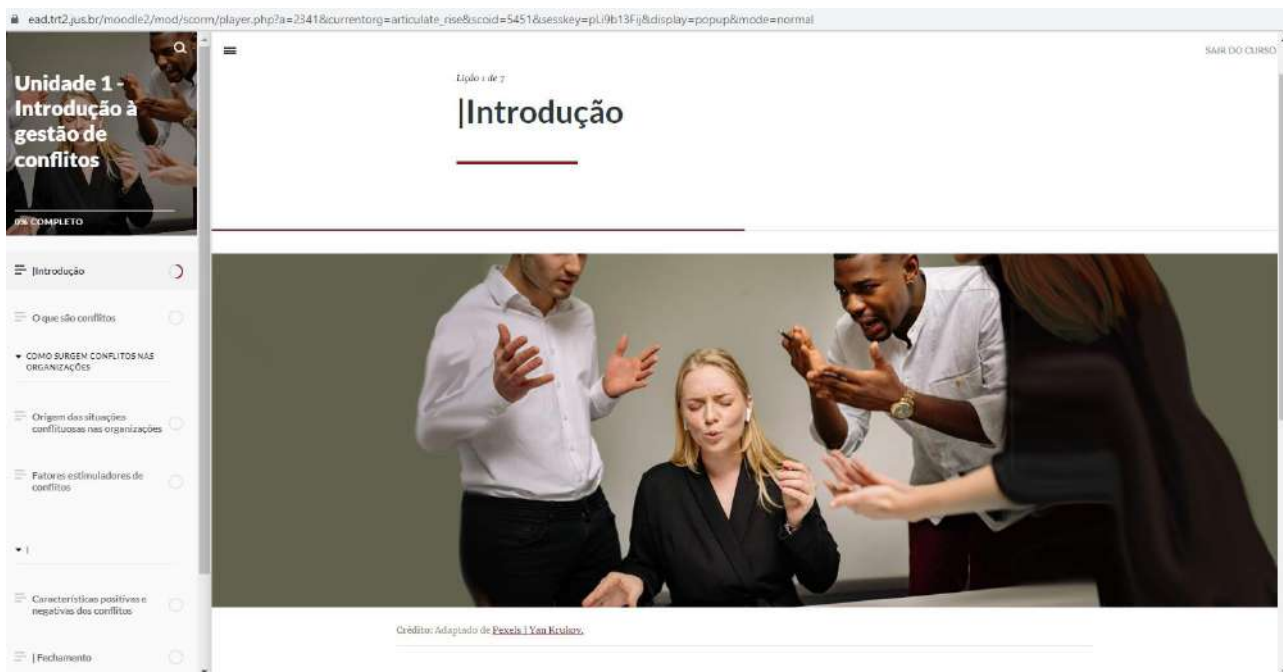 ead.trt2.jus.br/moodle2/mod/scorm/player.php?a=2341&currentorg=articulate_rise&scoid=5451&sesskey=pLi9b13Fij&display=popup&mode=normal
Unidade 1 -
Introdução à
gestão de
conflitos
0% COMPLETO
|Introdução
O que são conflitos
COMO SURGEM CONFLITOS NAS
ORGANIZAÇÕES
Origem das situações
conflituosas nas organizações
Fatores estimuladores de
conflitos
|
Características positivas e
negativas dos conflitos
| Fechamento
SAIR DO CURSO
Lição 1 de 7
|Introdução
Crédito: Adaptado de Pexels | Yan Krukov.